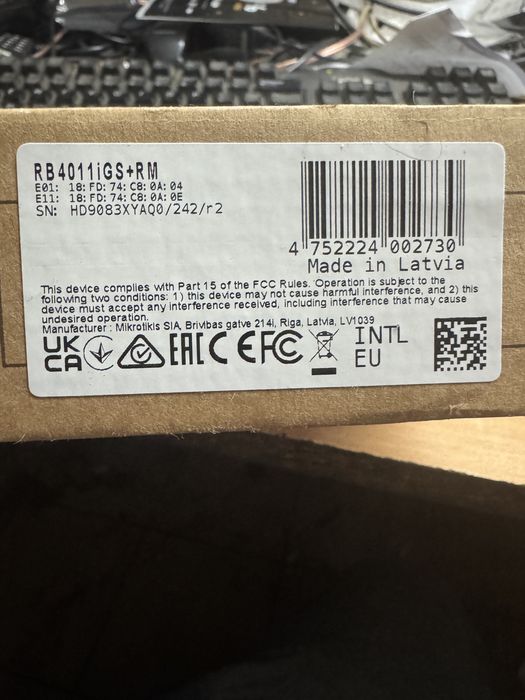 RB4011iGS+RM
E01: 18:FD:74:C8:0A:04
E11: 18:FD:74:C8:0A:0E
SN: HD9083XYAQ0/242/r2
4 752224 002730
Made in Latvia
This device complies with Part 15 of the FCC Rules. Operation is subject to the
following two conditions: 1) this device may not cause harmful interference, and 2) this
device must accept any interference received, including interference that may cause
undesired operation.
Manufacturer : Mikrotikls SIA, Brivibas gatve 214i, Riga, Latvia, LV1039
UK
CA
EAC CE FC
INTL
EU